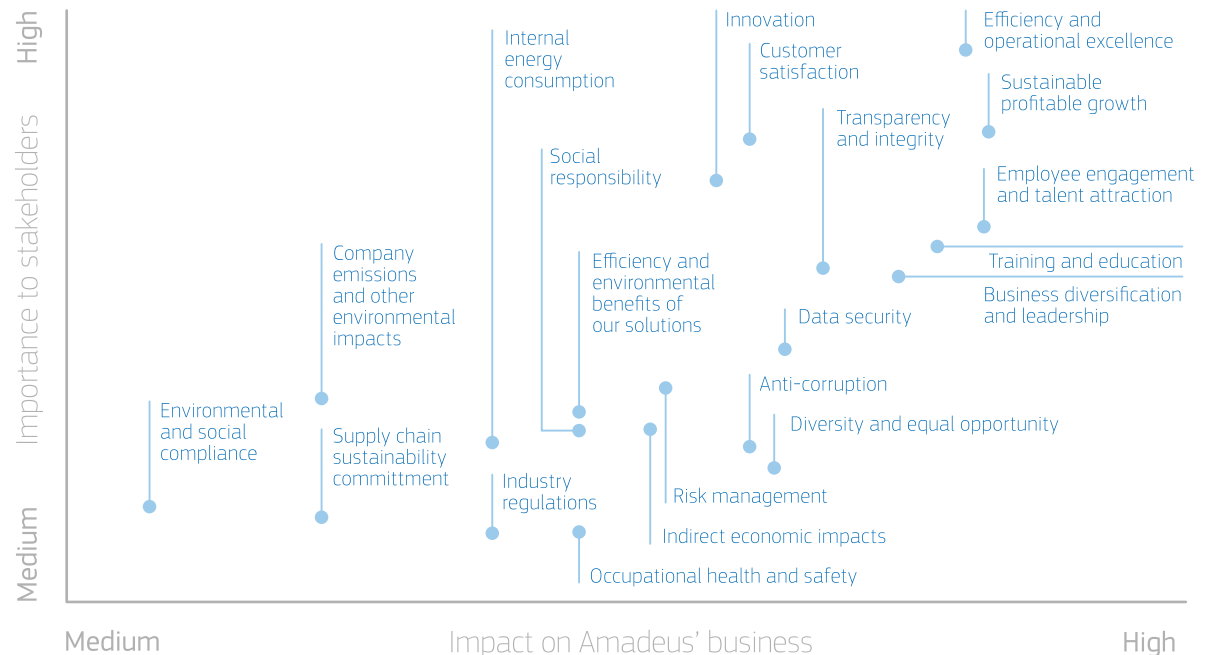 High
Importance to stakeholders
Medium
Innovation
Efficiency and
operational excellence
Internal
energy
consumption
Customer
satisfaction
Sustainable
profitable growth
Transparency
and integrity
Social
responsibility
Employee engagement
and talent attraction
Company
emissions
and other
environmental
impacts
Efficiency and
environmental
benefits of
our solutions
Training and education
Business diversification
and leadership
Data security
Anti-corruption
Environmental
and social
compliance
Supply chain
sustainability
committment
Diversity and equal opportunity
Industry
regulations
Risk management
Indirect economic impacts
Occupational health and safety
Medium
Impact on Amadeus’ business
High